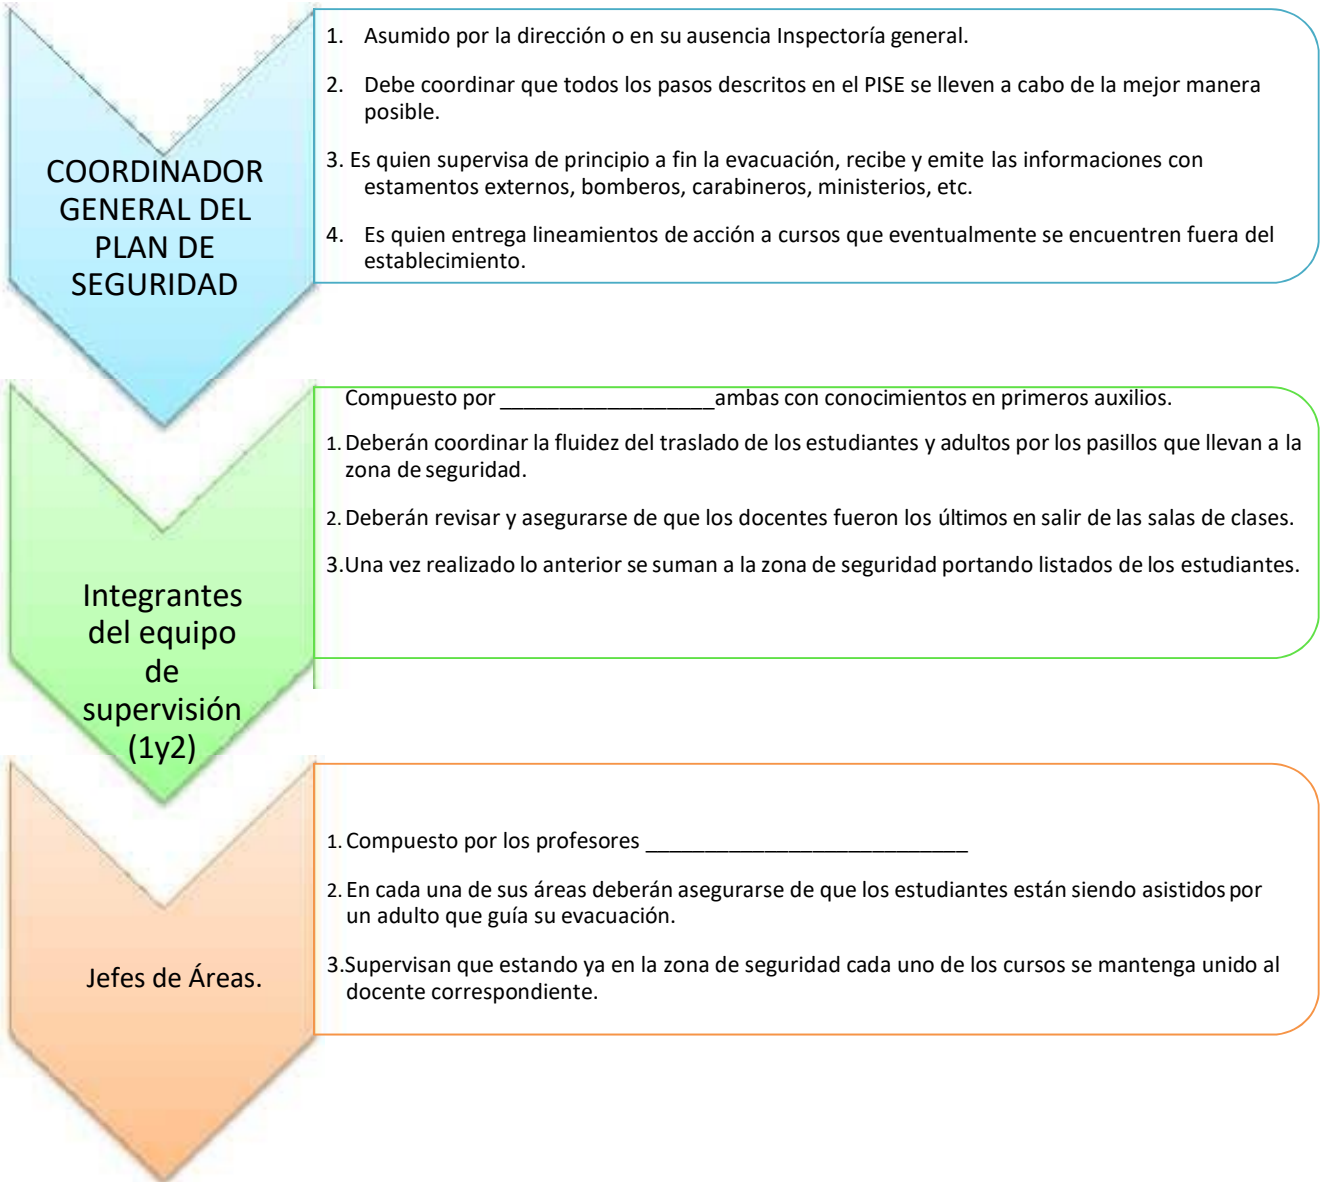 COORDINADOR
GENERAL DEL
PLAN DE
SEGURIDAD
1. Asumido por la dirección o en su ausencia Inspectoría general.
2. Debe coordinar que todos los pasos descritos en el PISE se lleven a cabo de la mejor manera
posible.
3. Es quien supervisa de principio a fin la evacuación, recibe y emite las informaciones con
estamentos externos, bomberos, carabineros, ministerios, etc.
4. Es quien entrega lineamientos de acción a cursos que eventualmente se encuentren fuera del
establecimiento.
Integrantes
del equipo
de
supervisión
(1y2)
Compuesto por __________________ambas con conocimientos en primeros auxilios.
1. Deberán coordinar la fluidez del traslado de los estudiantes y adultos por los pasillos que llevan a la
zona de seguridad.
2. Deberán revisar y asegurarse de que los docentes fueron los últimos en salir de las salas de clases.
3.Una vez realizado lo anterior se suman a la zona de seguridad portando listados de los estudiantes.
Jefes de Áreas.
1. Compuesto por los profesores ___________________________
2. En cada una de sus áreas deberán asegurarse de que los estudiantes están siendo asistidos por
un adulto que guía su evacuación.
3.Supervisan que estando ya en la zona de seguridad cada uno de los cursos se mantenga unido al
docente correspondiente.